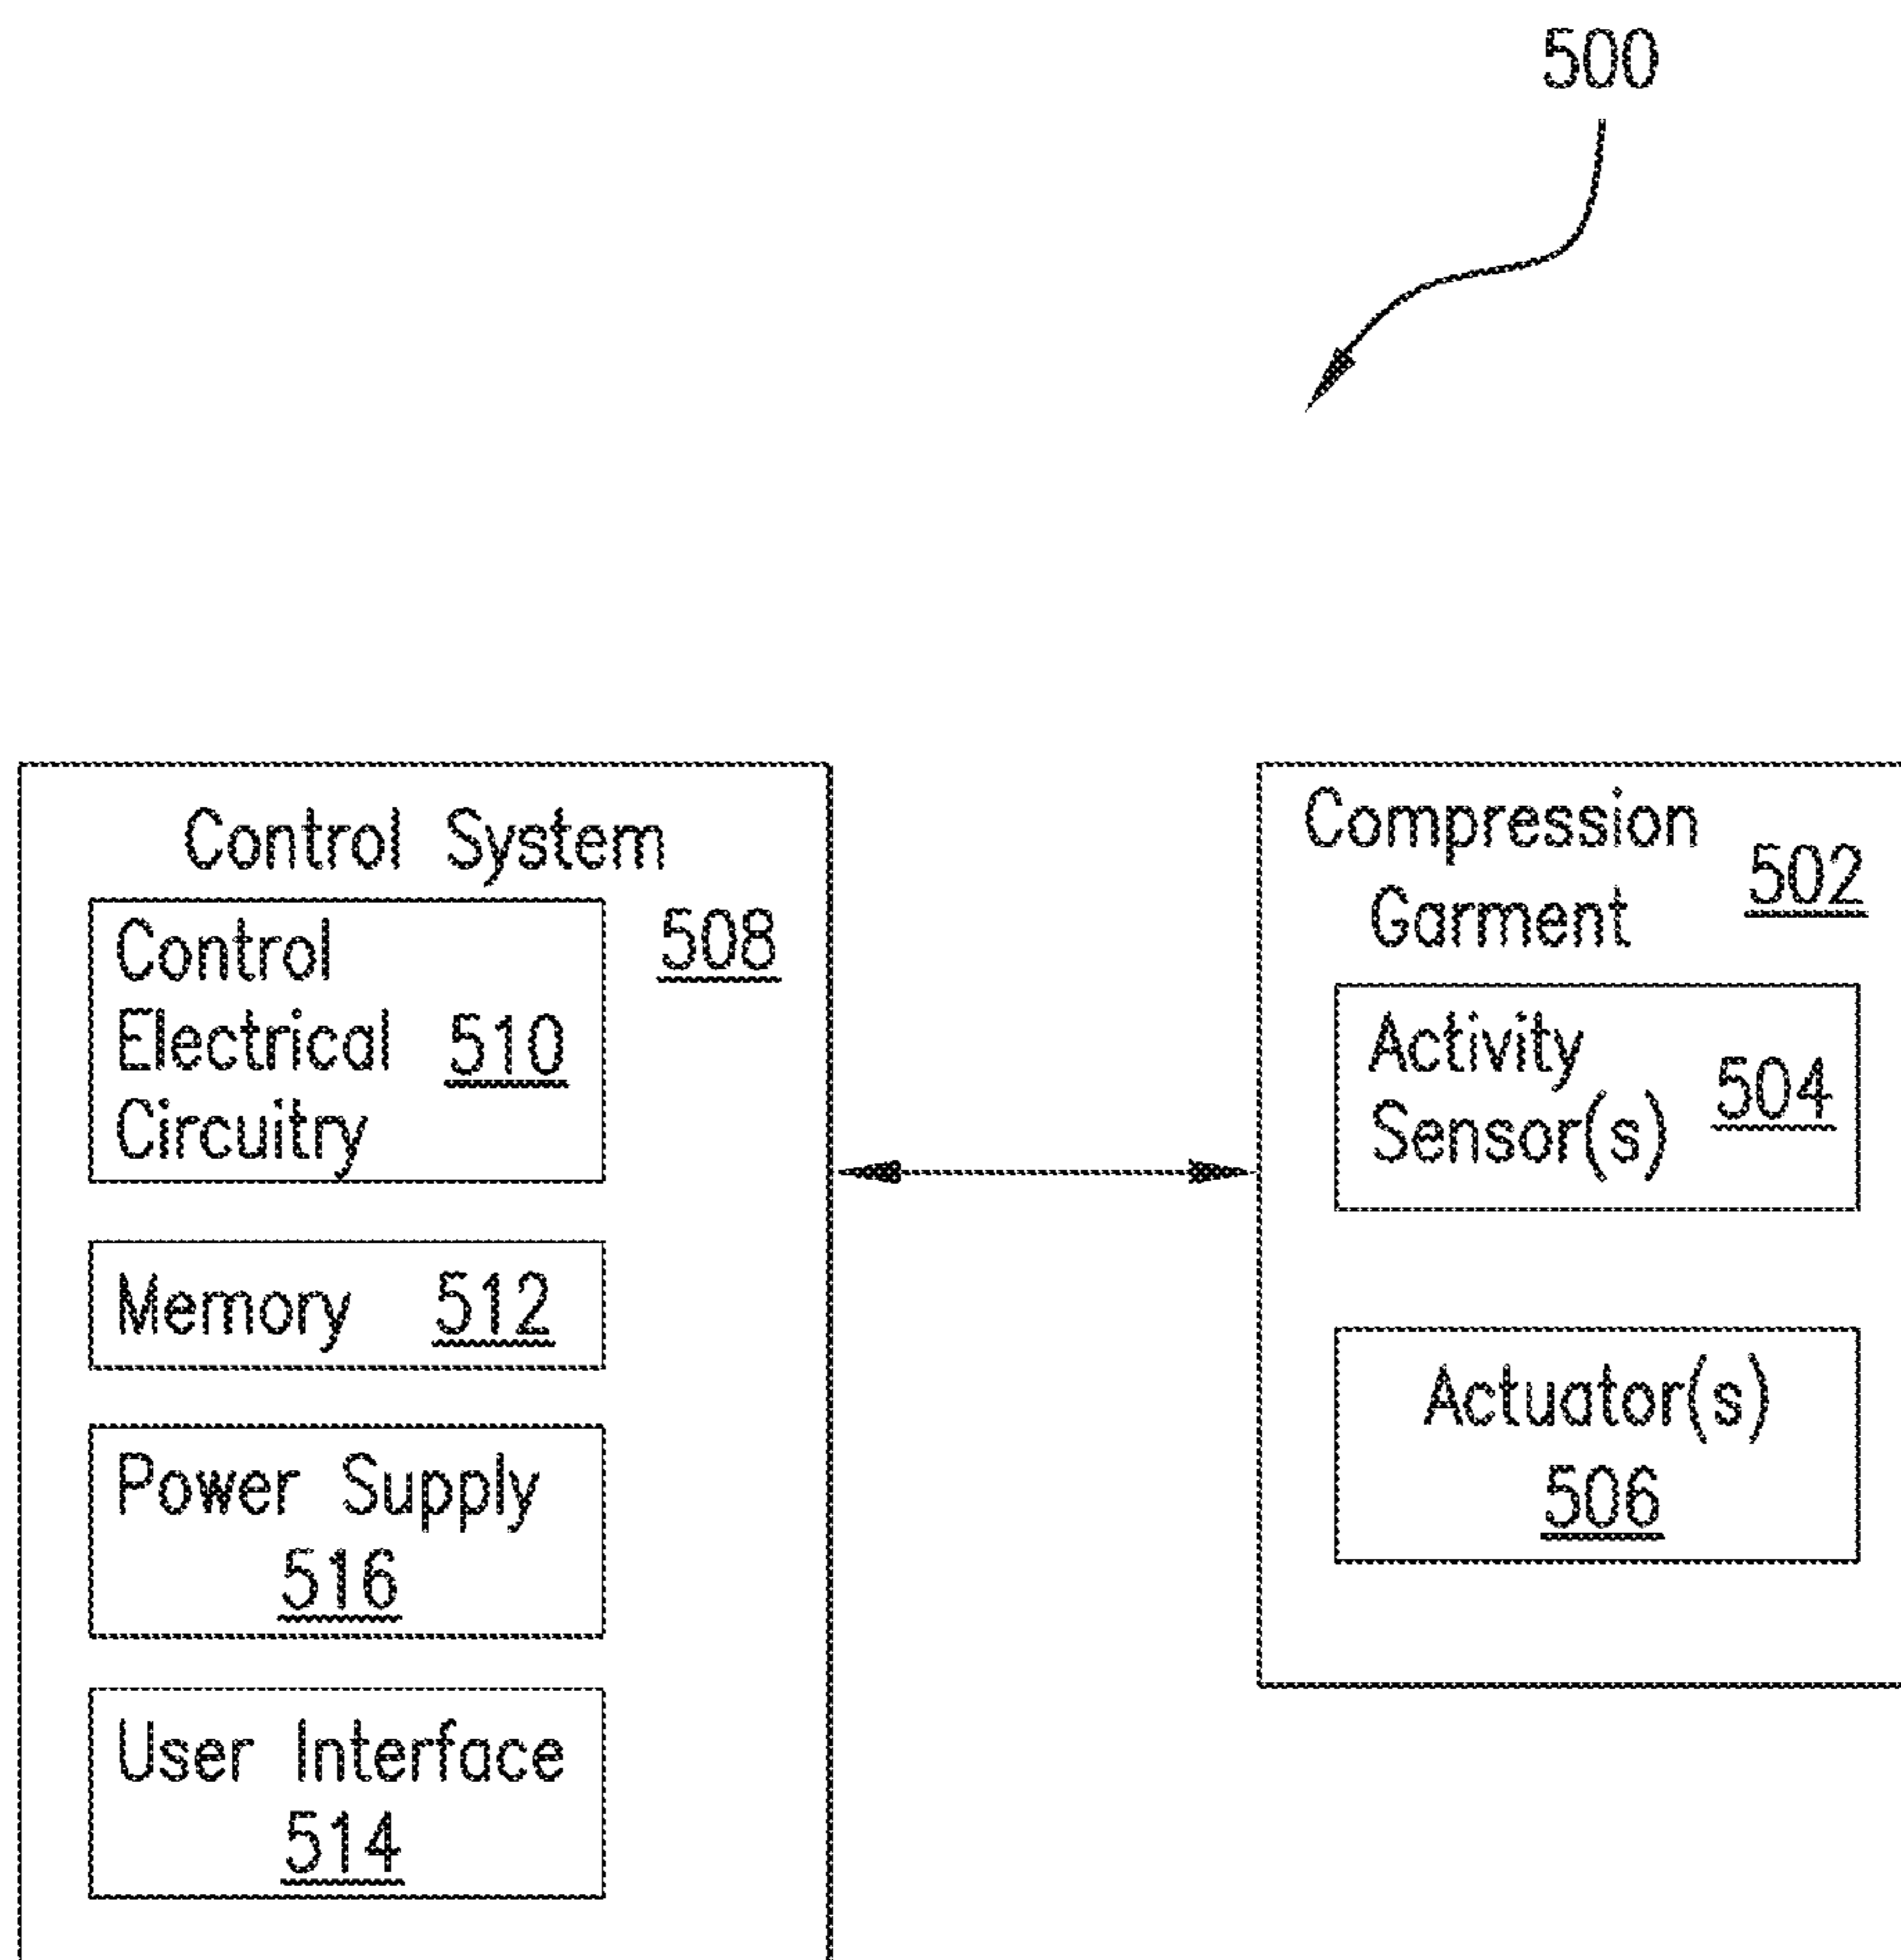 500
Control System
508
Control
Electrical 510
Circuitry
Memory 512
Power Supply
516
User Interface
514
Compression
Garment
502
Activity
Sensor(s)
504
Actuator(s)
506